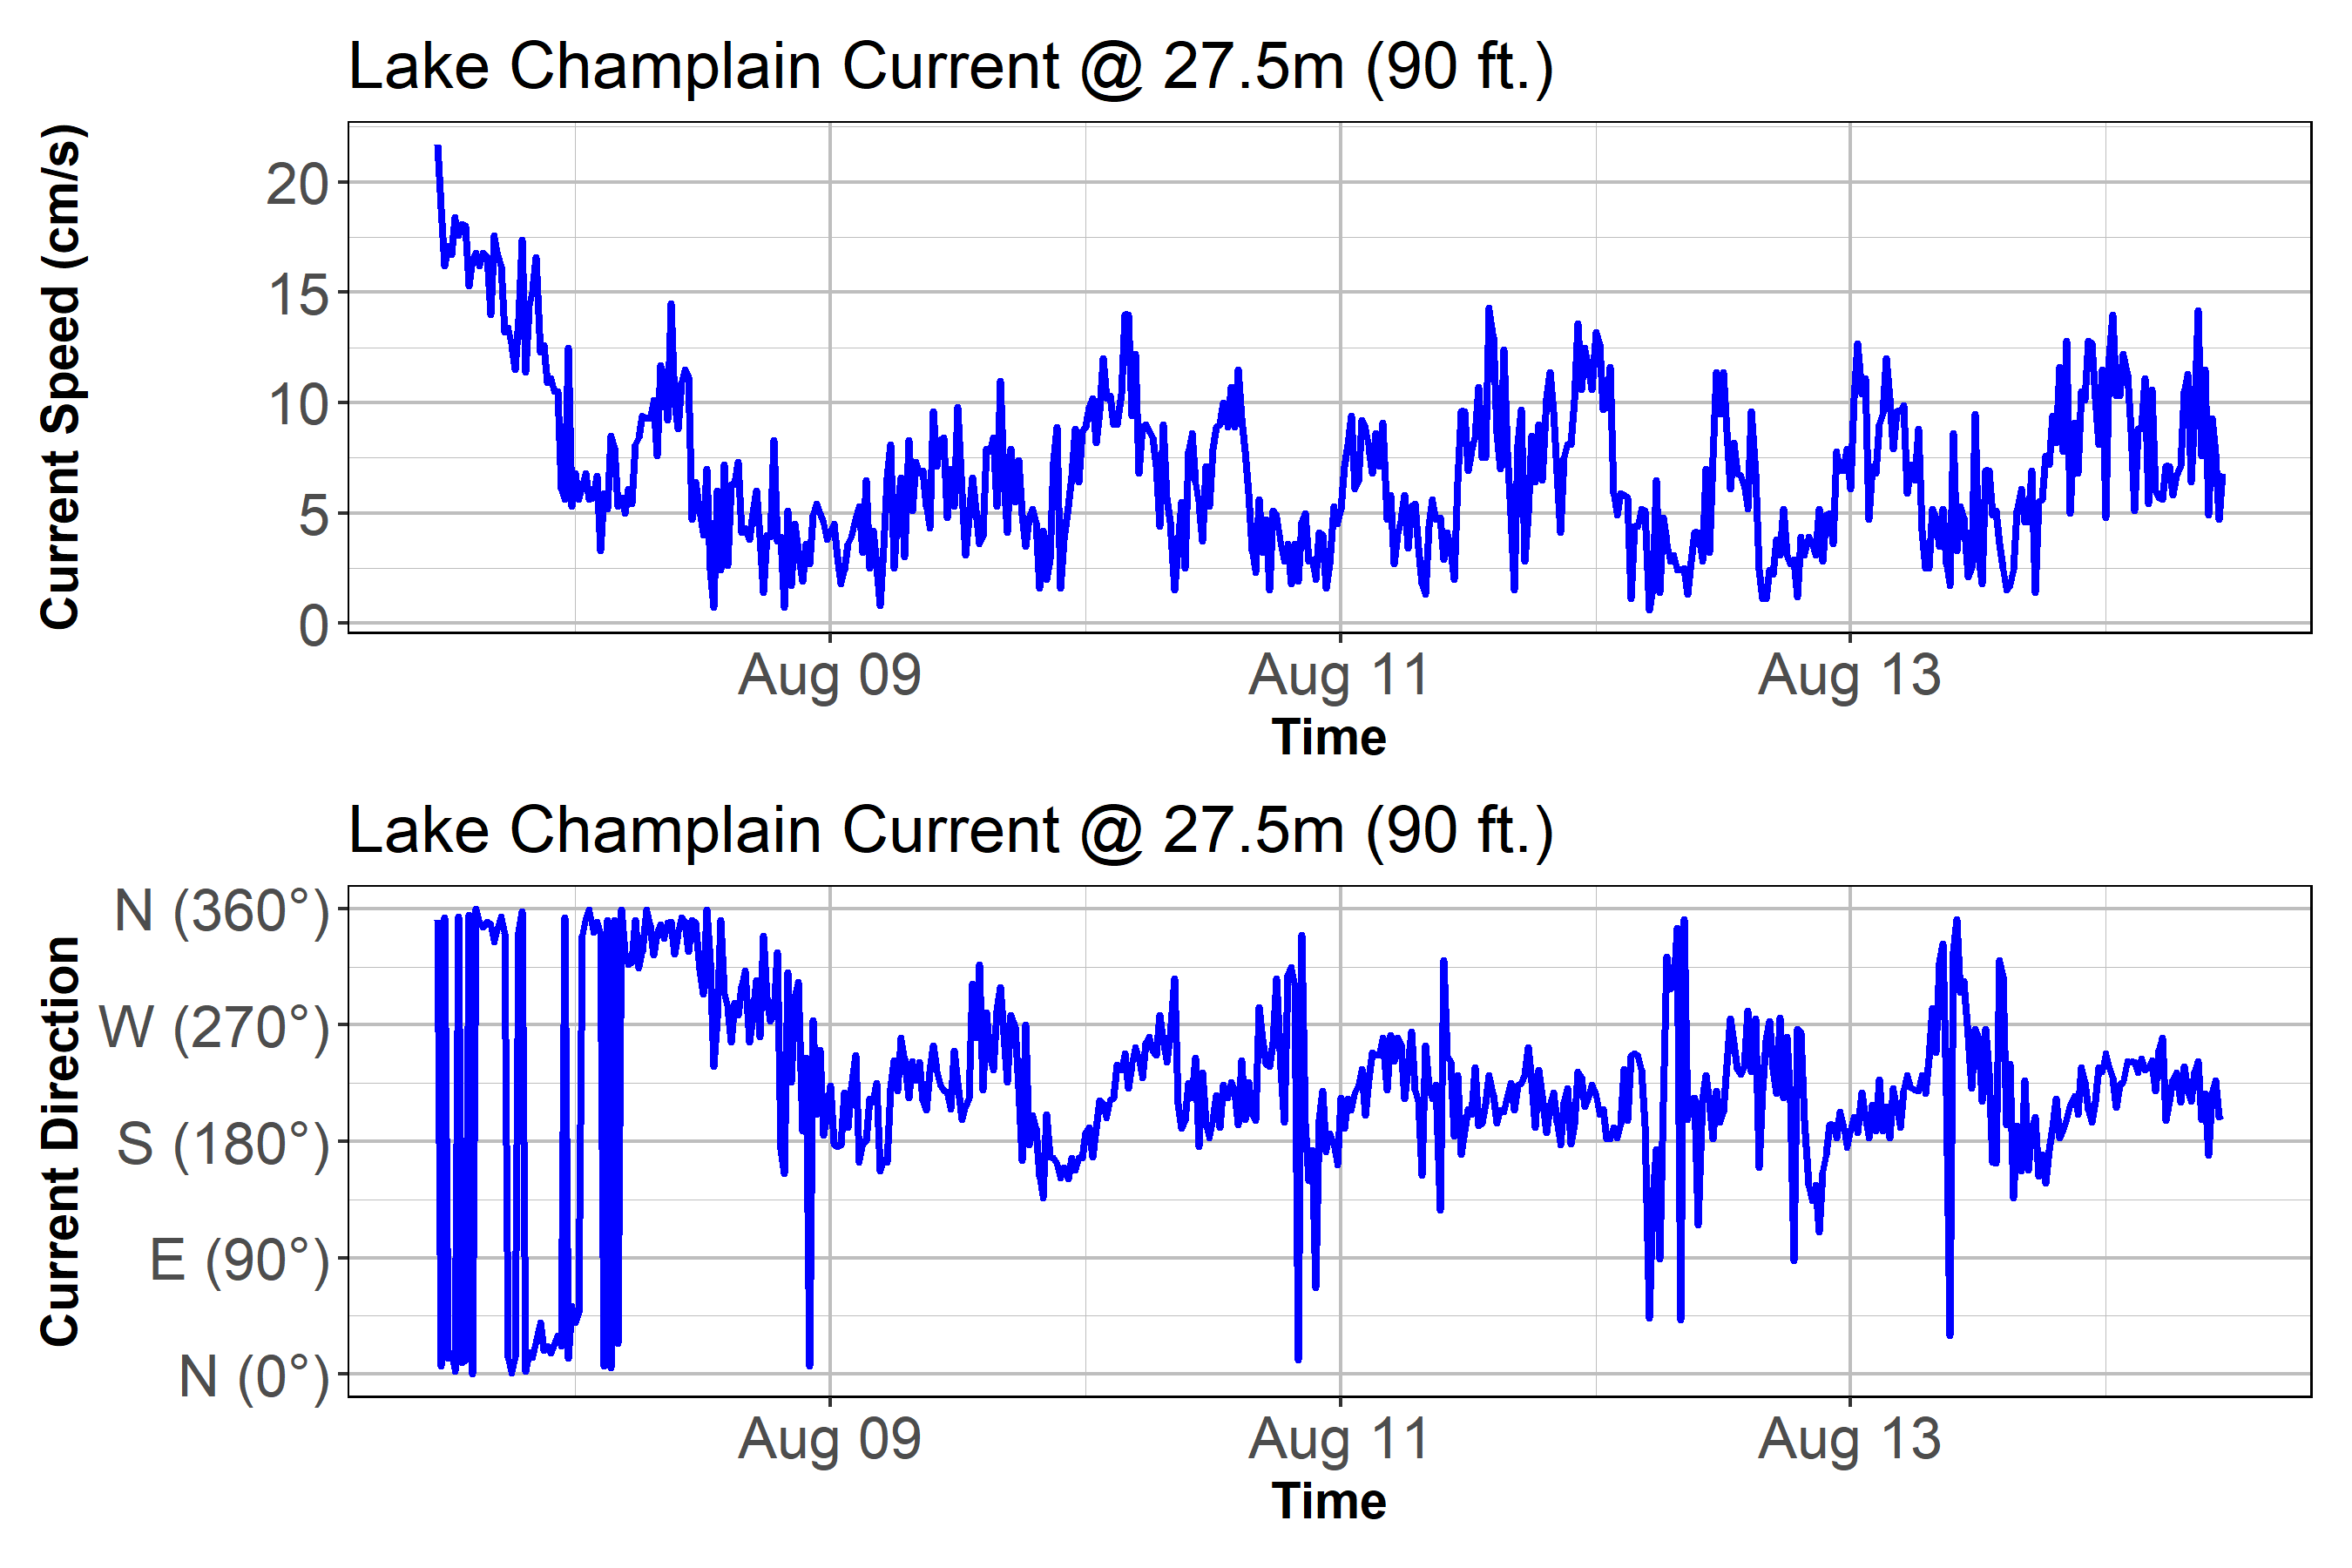 Lake Champlain Current @ 27.5m (90 ft.)
Current Speed (cm/s)
20
15
10
5
0
Aug 09 Aug 11 Aug 13
Time
Lake Champlain Current @ 27.5m (90 ft.)
Current Direction
N (360°)
W (270°)
S (180°)
E (90°)
N (0°)
Aug 09 Aug 11 Aug 13
Time